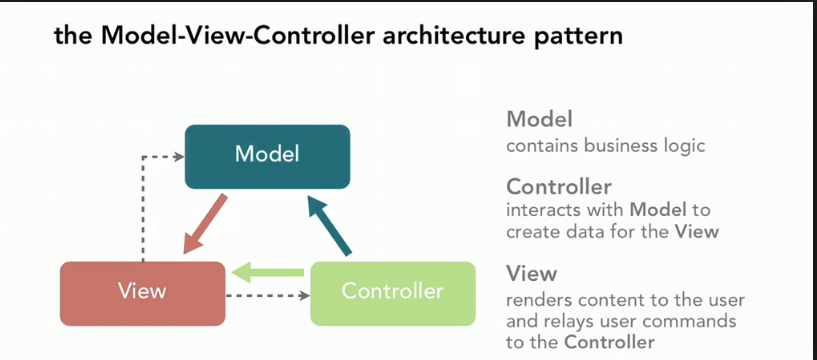 the Model-View-Controller architecture pattern
Model
View
Controller
Model
contains business logic
Controller
interacts with Model to
create data for the View
View
renders content to the user
and relays user commands
to the Controller